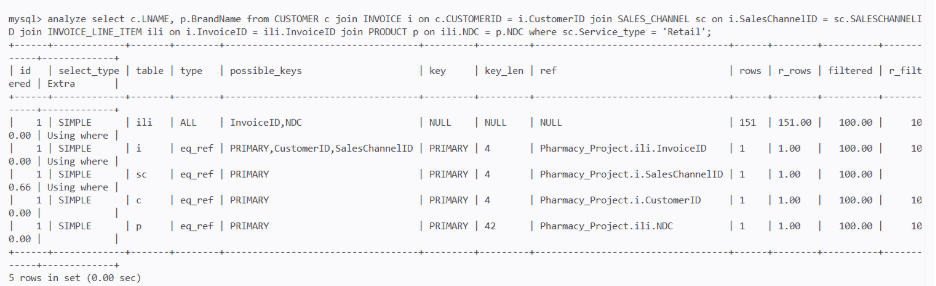 mysql> analyze select c.LNAME, p.BrandName from CUSTOMER c join INVOICE i on c.CUSTOMERID = i.CustomerID join SALES_CHANNEL sc on i.SalesChannelID = sc.SALESCHANNELI
D join INVOICE_LINE_ITEM ili on i.InvoiceID = ili.InvoiceID join PRODUCT p on ili.NDC = p.NDC where sc.Service_type = 'Retail';
+------+-------------+-------+--------+-----------------------------------+---------+---------+------------------------------------+------+--------+----------+-------
-----+-------------+
| id | select_type | table | type | possible_keys | key | key_len | ref | rows | r_rows | filtered | r_filt
ered | Extra |
+------+-------------+-------+--------+-----------------------------------+---------+---------+------------------------------------+------+--------+----------+-------
-----+-------------+
| 1 | SIMPLE | ili | ALL | InvoiceID,NDC | NULL | NULL | NULL | 151 | 151.00 | 100.00 | 10
0.00 | Using where |
| 1 | SIMPLE | i | eq_ref | PRIMARY,CustomerID,SalesChannelID | PRIMARY | 4 | Pharmacy_Project.ili.InvoiceID | 1 | 1.00 | 100.00 | 10
0.00 | Using where |
| 1 | SIMPLE | sc | eq_ref | PRIMARY | PRIMARY | 4 | Pharmacy_Project.i.SalesChannelID | 1 | 1.00 | 100.00 | 1
0.66 | Using where |
| 1 | SIMPLE | c | eq_ref | PRIMARY | PRIMARY | 4 | Pharmacy_Project.i.CustomerID | 1 | 1.00 | 100.00 | 10
0.00 | |
| 1 | SIMPLE | p | eq_ref | PRIMARY | PRIMARY | 42 | Pharmacy_Project.ili.NDC | 1 | 1.00 | 100.00 | 10
0.00 | |
+------+-------------+-------+--------+-----------------------------------+---------+---------+------------------------------------+------+--------+----------+-------
-----+-------------+
5 rows in set (0.00 sec)